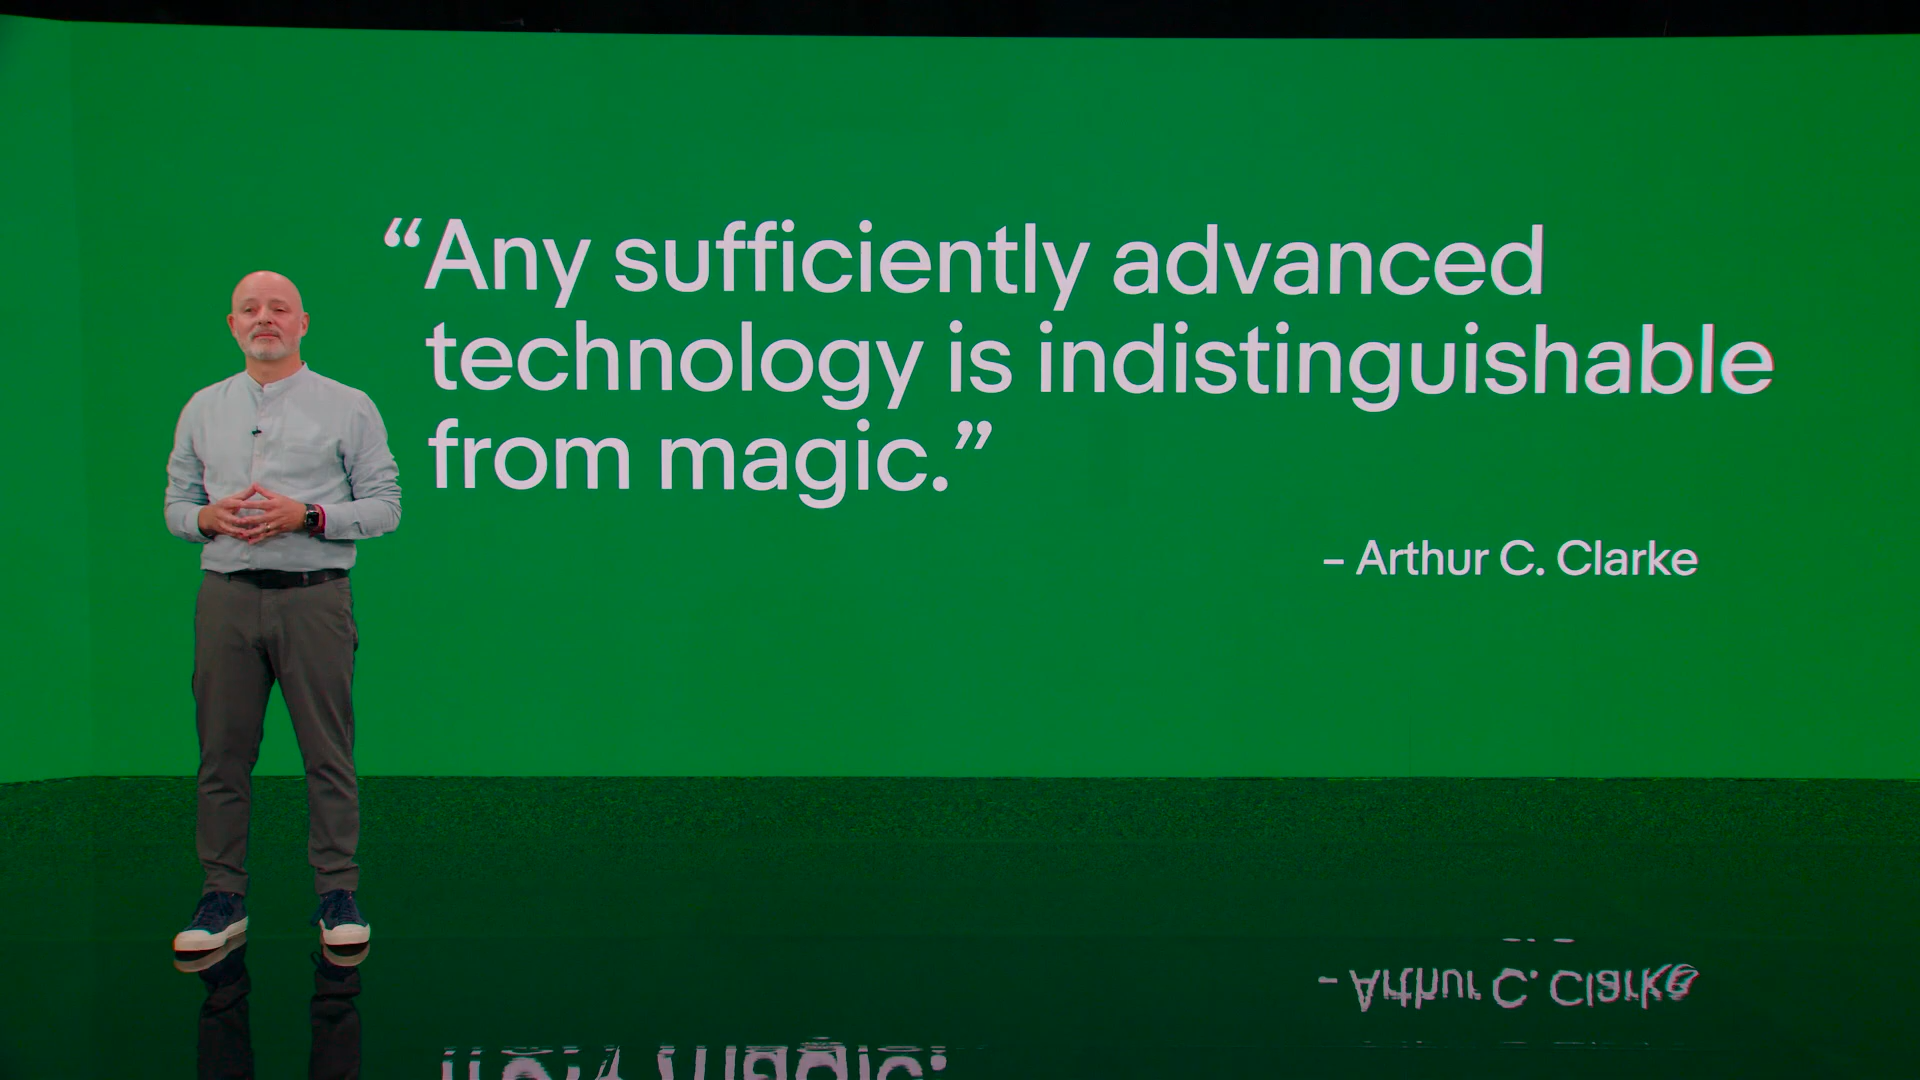 “Any sufficiently advanced
technology is indistinguishable
from magic.”
– Arthur C. Clarke